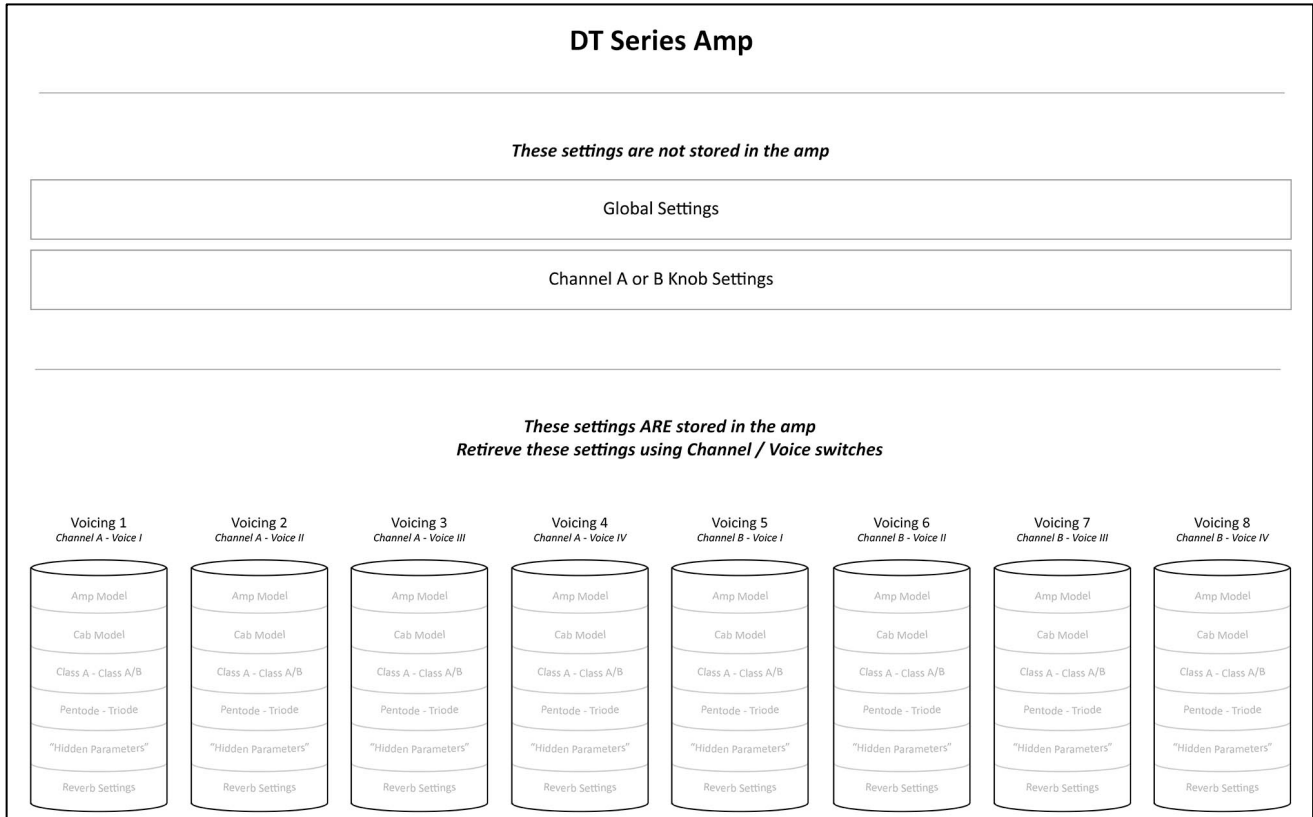 DT Series Amp
These settings are not stored in the amp
Global Settings
Channel A or B Knob Settings
These settings ARE stored in the amp
Retireve these settings using Channel / Voice switches
Voicing 1
Channel A - Voice I
Voicing 2
Channel A - Voice II
Voicing 3
Channel A - Voice III
Voicing 4
Channel A - Voice IV
Voicing 5
Channel B - Voice I
Voicing 6
Channel B - Voice II
Voicing 7
Channel B - Voice III
Voicing 8
Channel B - Voice IV
Amp Model
Cab Model
Class A - Class A/B
Pentode - Triode
"Hidden Parameters"
Reverb Settings
Amp Model
Cab Model
Class A - Class A/B
Pentode - Triode
"Hidden Parameters"
Reverb Settings
Amp Model
Cab Model
Class A - Class A/B
Pentode - Triode
"Hidden Parameters"
Reverb Settings
Amp Model
Cab Model
Class A - Class A/B
Pentode - Triode
"Hidden Parameters"
Reverb Settings
Amp Model
Cab Model
Class A - Class A/B
Pentode - Triode
"Hidden Parameters"
Reverb Settings
Amp Model
Cab Model
Class A - Class A/B
Pentode - Triode
"Hidden Parameters"
Reverb Settings
Amp Model
Cab Model
Class A - Class A/B
Pentode - Triode
"Hidden Parameters"
Reverb Settings
Amp Model
Cab Model
Class A - Class A/B
Pentode - Triode
"Hidden Parameters"
Reverb Settings